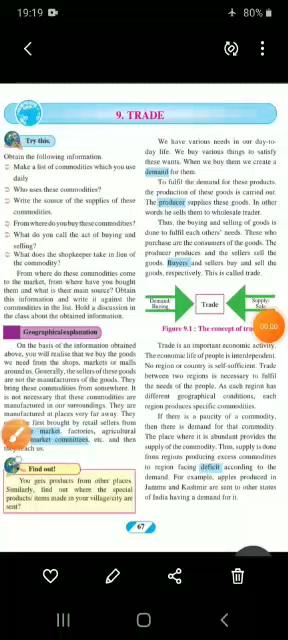 19:19
80%
9. TRADE
Try this.
Obtain the following information.
Make a list of commodities which you use
daily
Who uses these commodities?
Write the source of the supplies of these
commodities.
From where do you buy these commodities?
What do you call the act of buying and
selling?
What does the shopkeeper take in lieu of
the commodity?
From where do these commodities come
to the market, from where have you bought
them and what is their main source? Obtain
this information and write it against the
commodities in the list. Hold a discussion in
the class about the obtained information.
Geographical explanation
On the basis of the information obtained
above, you will realise that we buy the goods
we need from the shops, markets or malls
around us. Generally, the sellers of these goods
are not the manufacturers of the goods. They
bring these commodities from somewhere. It
is not necessary that these commodities are
manufactured in our surroundings. They are
manufactured at places very far away. They
first brought by retail sellers from
market, factories, agricultural
market committees, etc. and then
reach us.
Find out!
You get products from other places.
Similarly, find out where the special
products/ items made in your village/city are
sent?
We have various needs in our day-to-
day life. We buy various things to satisfy
these wants. When we buy them we create a
demand for them.
To fulfil the demand for these products,
the production of these goods is carried out.
The producer supplies these goods. In other
words he sells them to wholesale trader.
Thus, the buying and selling of goods is
done to fulfil each others' needs. Those who
purchase are the consumers of the goods. The
producer produces and the sellers sell the
goods. Buyers and sellers buy and sell the
goods, respectively. This is called trade.
Demand/
Buying
Trade
Supply/
Sale
Figure 9.1 : The concept of
00:00
Trade is an important economic activity.
The economic life of people is interdependent.
No region or country is self-sufficient. Trade
between two regions is necessary to fulfil
the needs of the people. As each region has
different geographical conditions, each
region produces specific commodities.
If there is a paucity of a commodity,
then there is demand for that commodity.
The place where it is abundant provides the
supply of the commodity. Thus, supply is done
from regions producing excess commodities
to region facing deficit according to the
demand. For example, apples produced in
Jammu and Kashmir are sent to other states
of India having a demand for it.
67